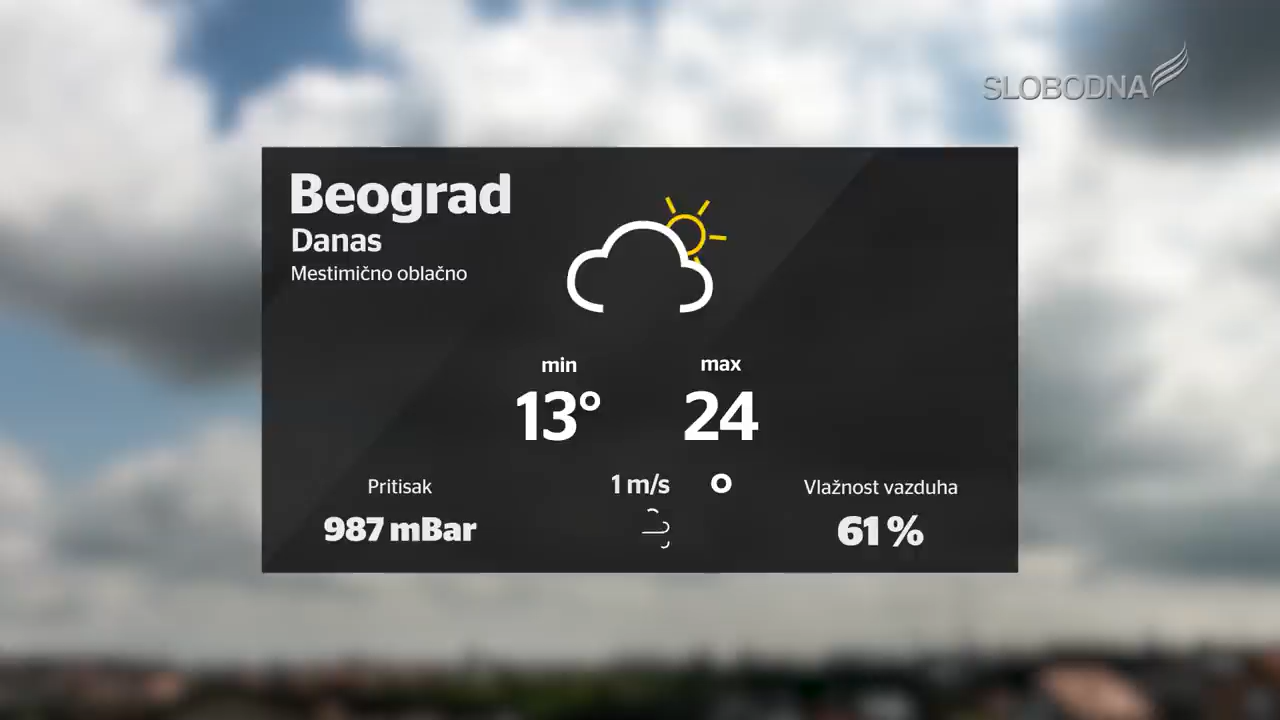 SLOBODNA
Beograd
Danas
Mestimično oblačno
min
max
13°
24
Pritisak
1 m/s
°
Vlažnost vazduha
987 mBar
61 %